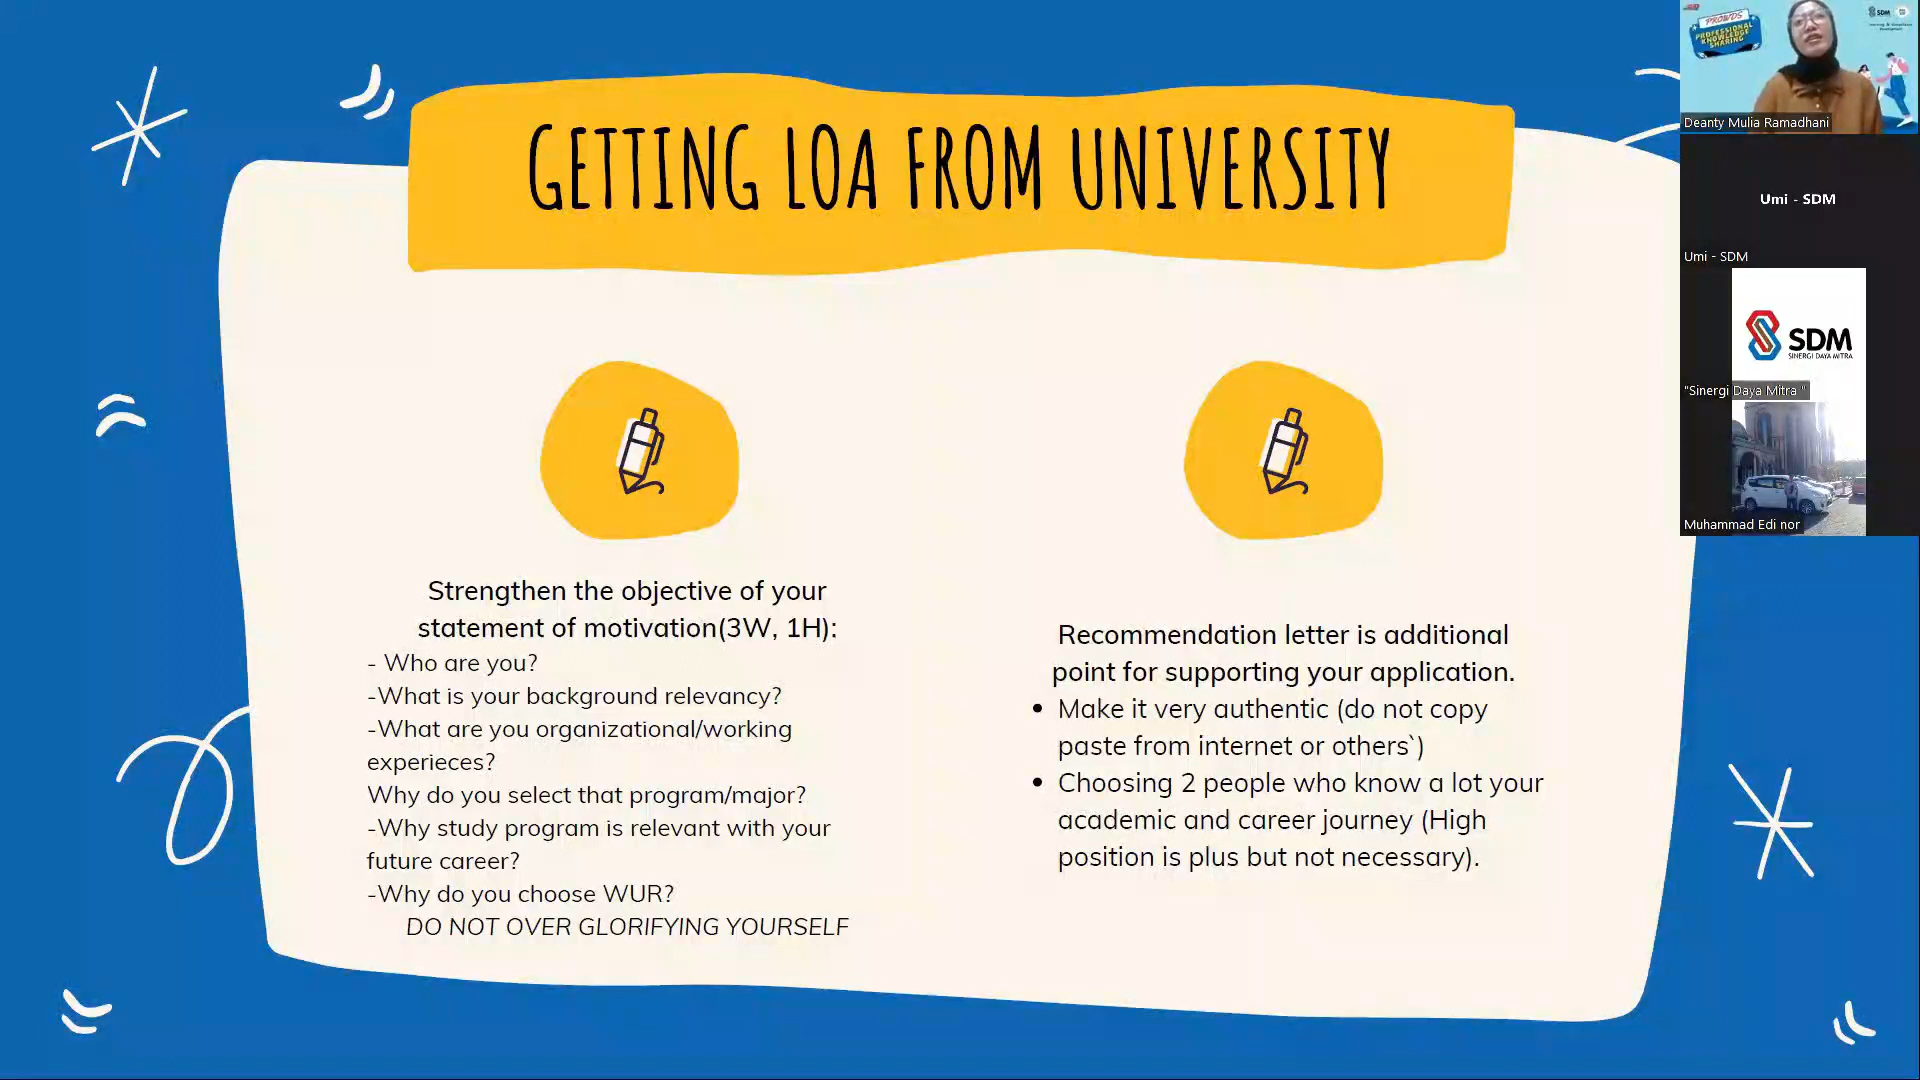 GETTING LOA FROM UNIVERSITY
Strengthen the objective of your
statement of motivation(3W, 1H):
- Who are you?
-What is your background relevancy?
-What are you organizational/working
experieces?
Why do you select that program/major?
-Why study program is relevant with your
future career?
-Why do you choose WUR?
DO NOT OVER GLORIFYING YOURSELF
Recommendation letter is additional
point for supporting your application.
• Make it very authentic (do not copy
paste from internet or others`)
• Choosing 2 people who know a lot your
academic and career journey (High
position is plus but not necessary).
PROWDS
PROFESSIONAL
KNOWLEDGE
SHARING
SDM
Deanty Mulia Ramadhani
Umi - SDM
Umi - SDM
SDM
SINERGI DAYA MITRA
"Sinergi Daya Mitra "
Muhammad Edi nor